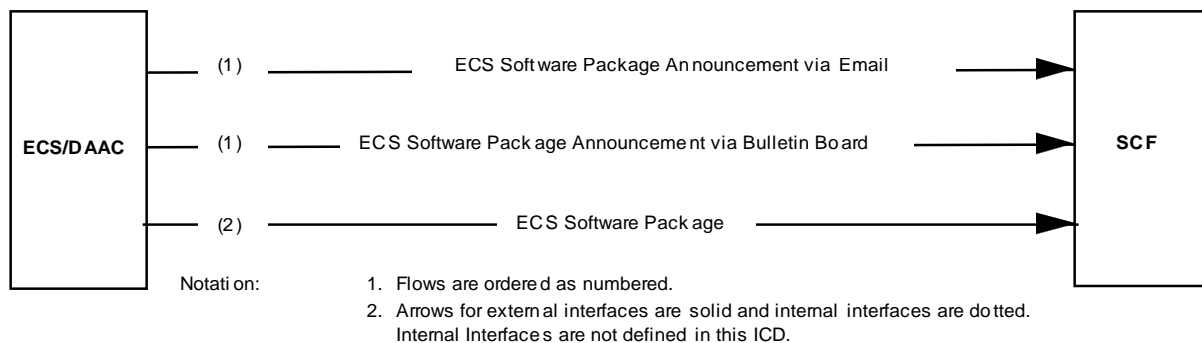 (1) ECS Software Package Announcement via Email
ECS/DAAC (1) ECS Software Package Announcement via Bulletin Board SCF
(2) ECS Software Package
Notation: 1. Flows are ordered as numbered.
2. Arrows for external interfaces are solid and internal interfaces are dotted.
Internal Interfaces are not defined in this ICD.